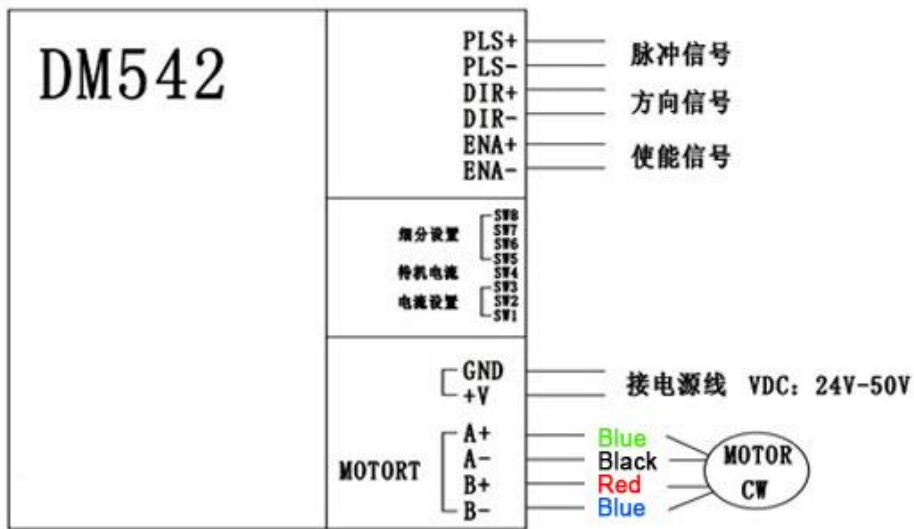 DM542
PLS+
PLS-
脉冲信号
DIR+
DIR-
方向信号
ENA+
ENA-
使能信号
SW8
SW7
SW6
SW5
细分设置
SW4
待机电流
SW3
SW2
SW1
电流设置
GND
+V
接电源线 VDC: 24V-50V
MOTORT
A+ Blue
A- Black
B+ Red
B- Blue
MOTOR
CW